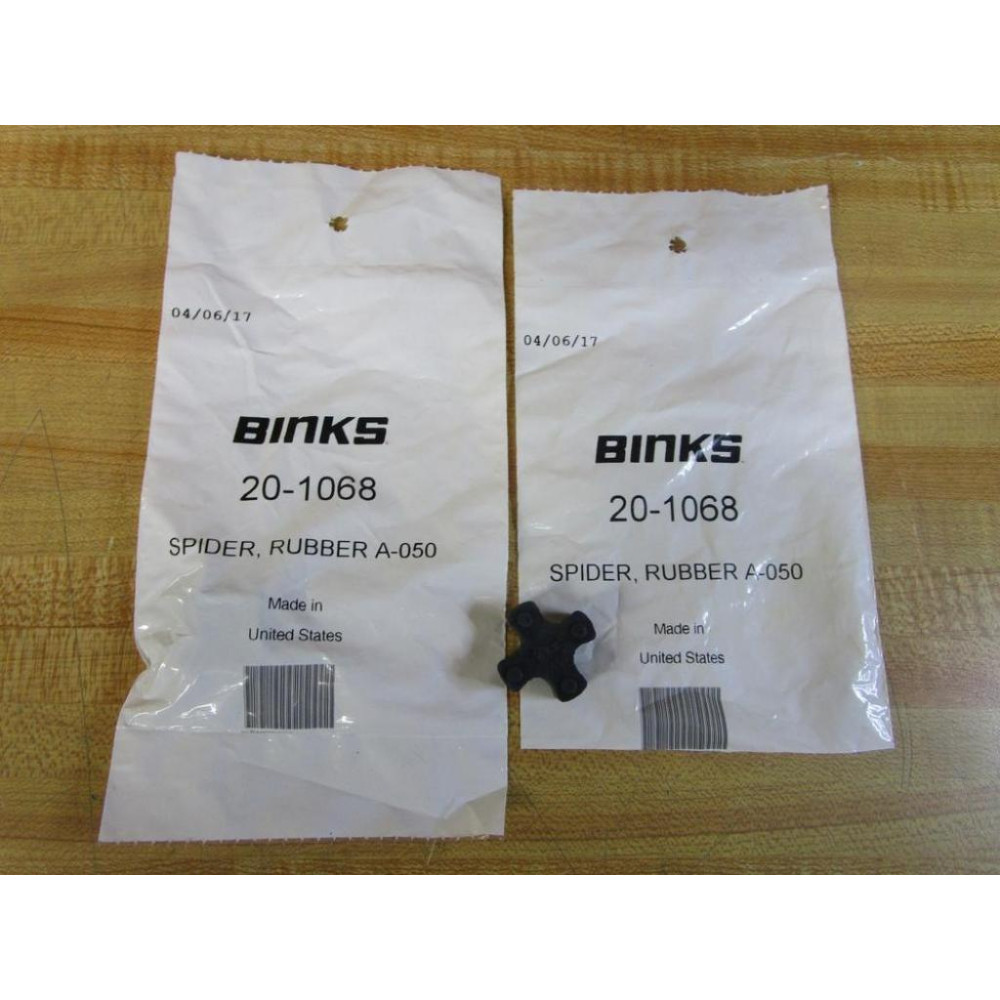 04/06/17
BINKS
20-1068
SPIDER, RUBBER A-050
Made in
United States
04/06/17
BINKS
20-1068
SPIDER, RUBBER A-050
Made in
United States